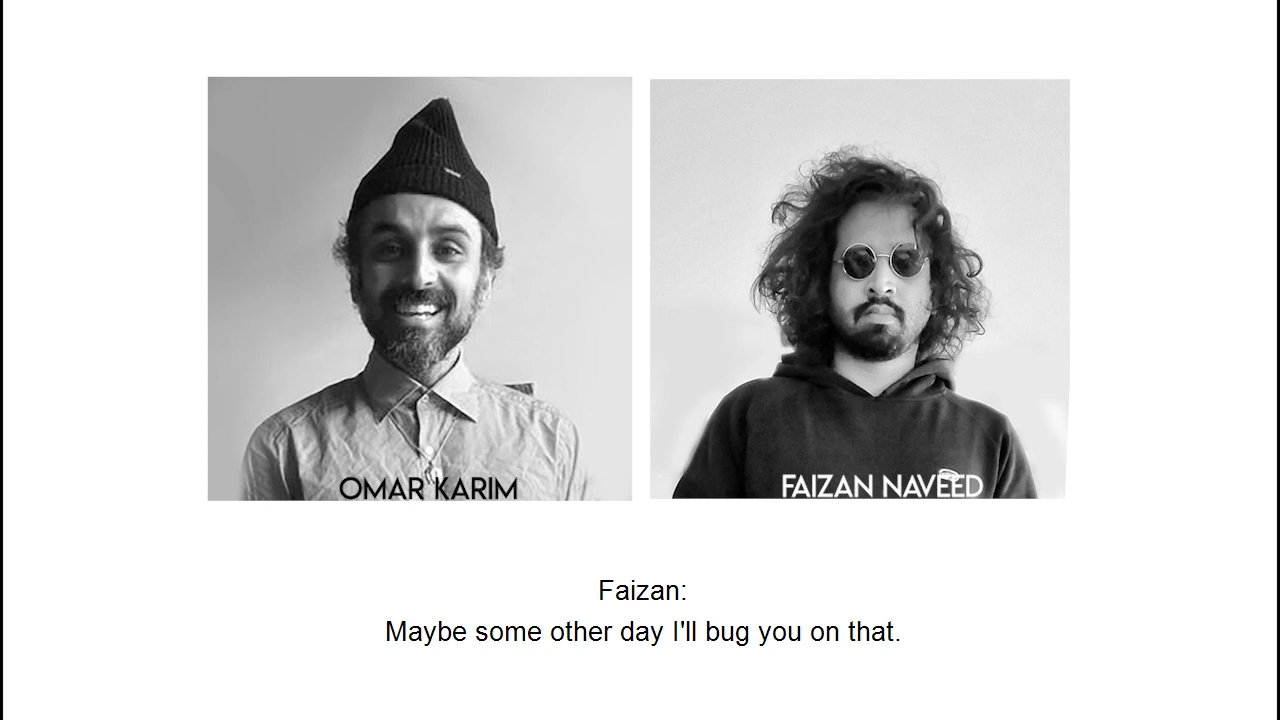 OMAR KARIM
FAIZAN NAVEED
Faizan:
Maybe some other day I'll bug you on that.